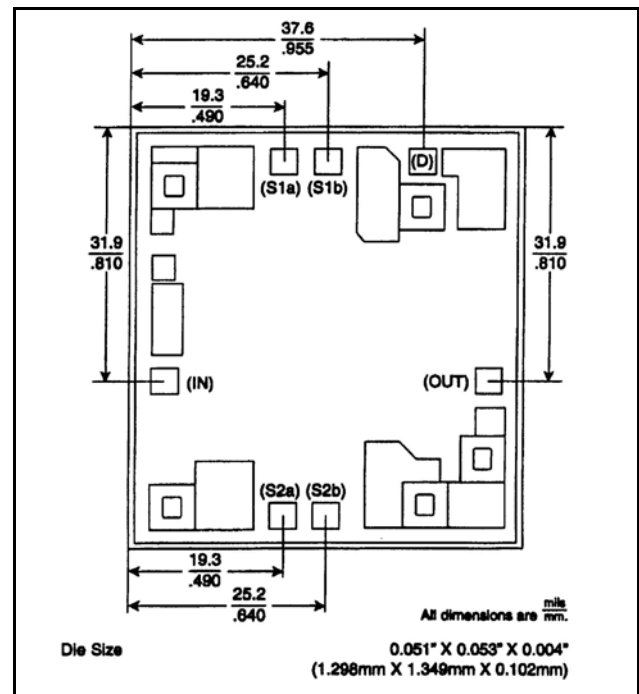 37.6
.955
25.2
.640
19.3
.490
(S1a) (S1b) (D)
31.9
.810
31.9
.810
(IN) (OUT)
(S2a) (S2b)
19.3
.490
25.2
.640
All dimensions are mils
mm.
Die Size 0.051" X 0.053" X 0.004"
(1.298mm X 1.349mm X 0.102mm)